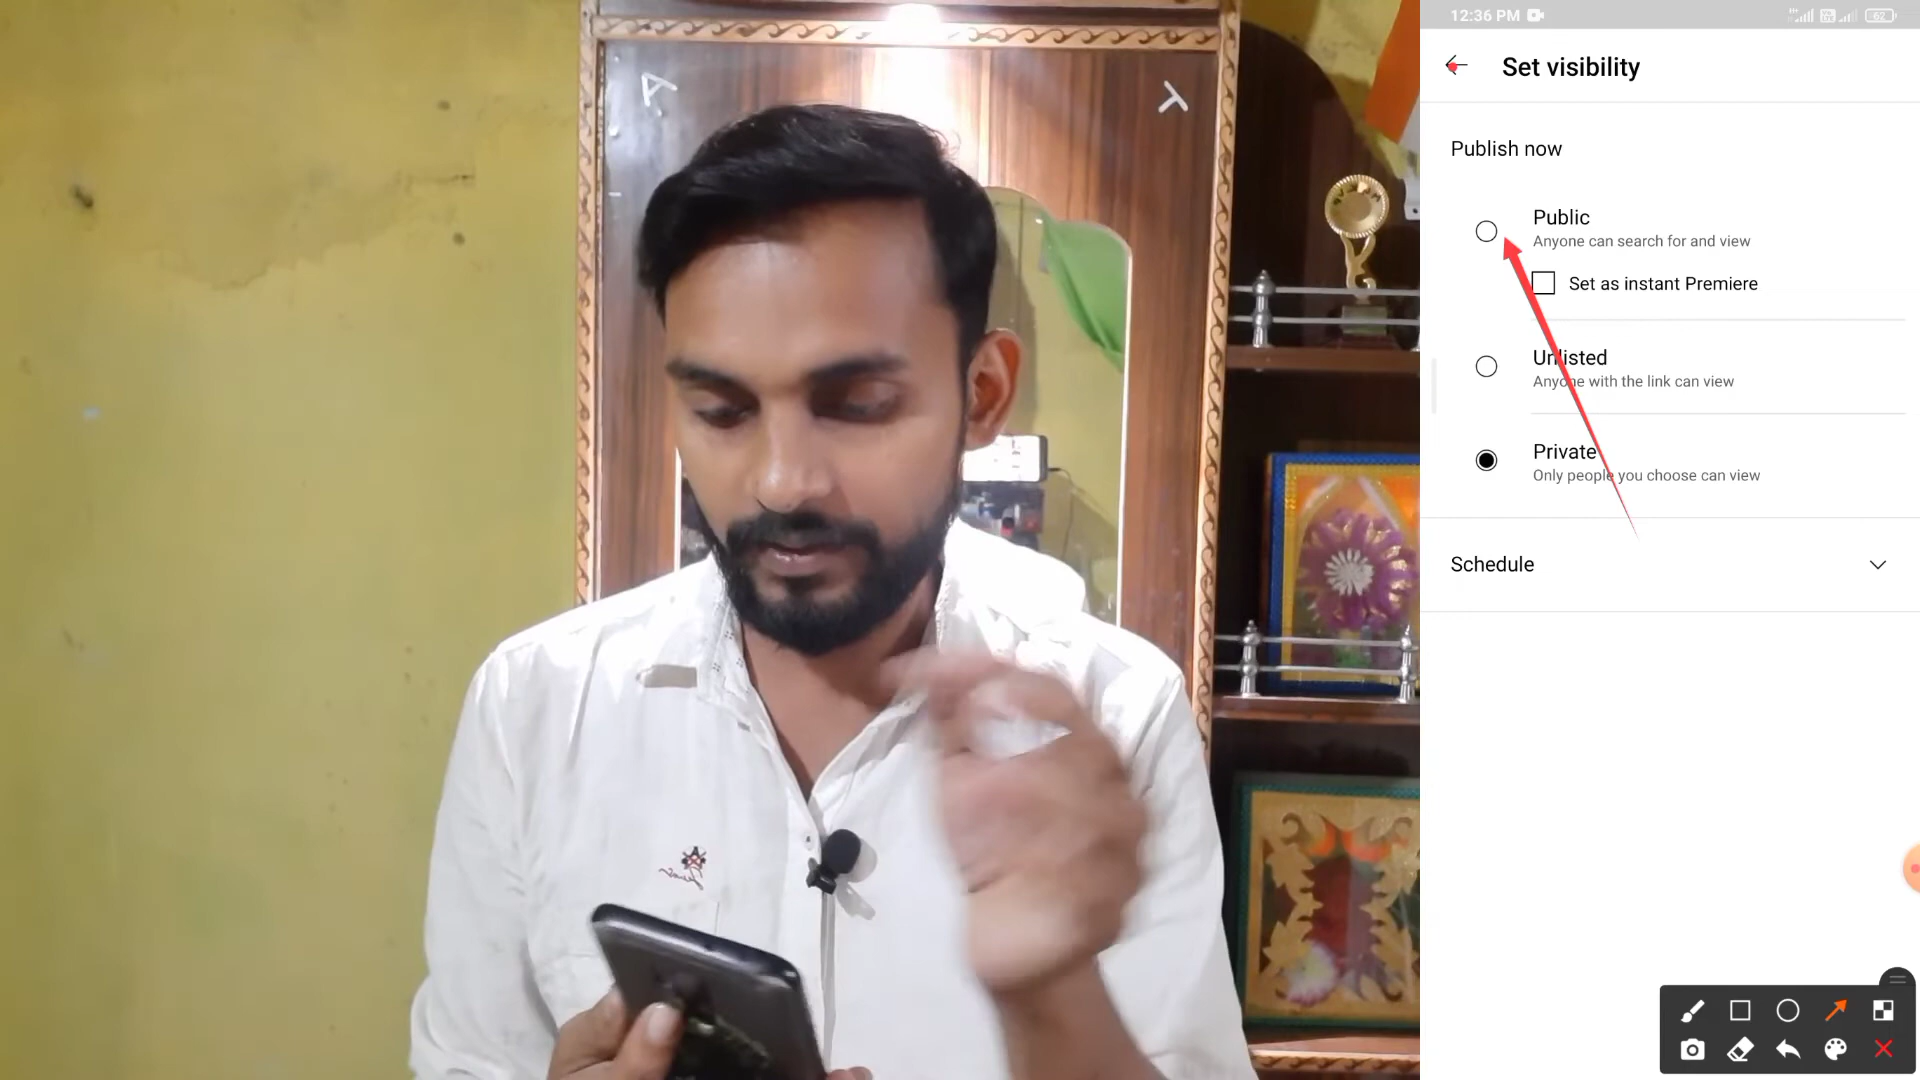 12:36 PM
62
Set visibility
Publish now
Public
Anyone can search for and view
Set as instant Premiere
Unlisted
Anyone with the link can view
Private
Only people you choose can view
Schedule